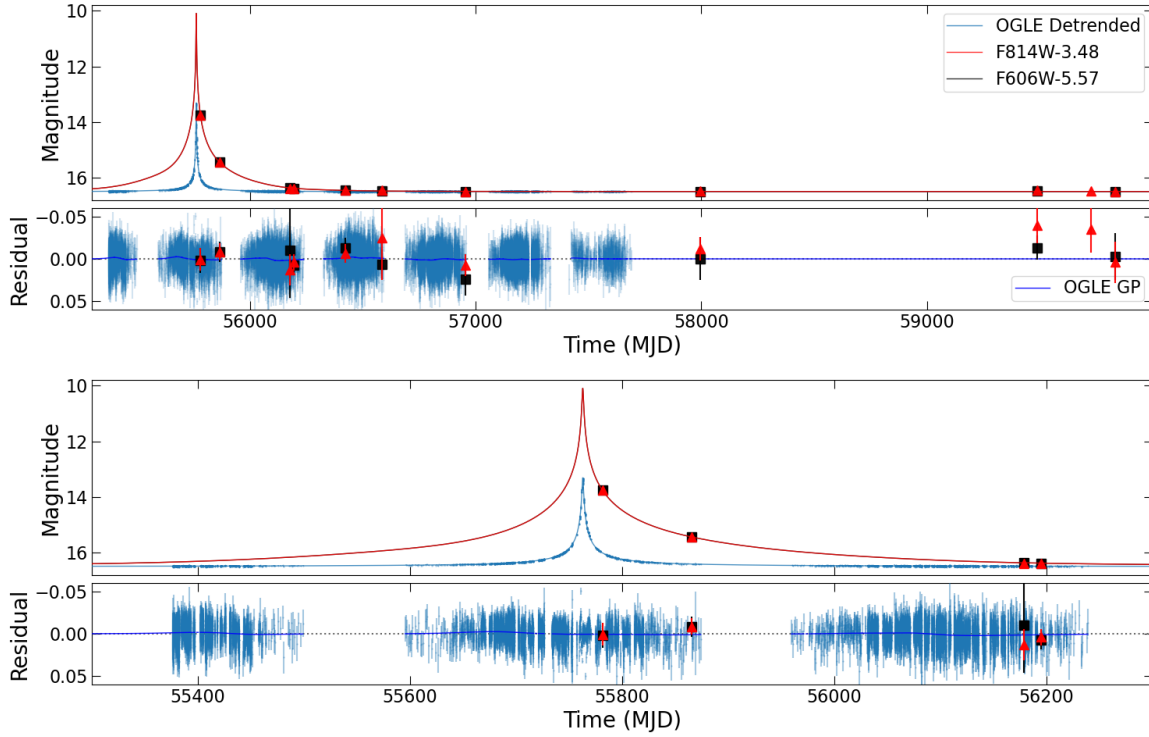 10
12
14
16
Magnitude
OGLE Detrended
F814W-3.48
F606W-5.57
−0.05
0.00
0.05
Residual
OGLE GP
56000 57000 58000 59000
Time (MJD)
10
12
14
16
Magnitude
−0.05
0.00
0.05
Residual
55400 55600 55800 56000 56200
Time (MJD)